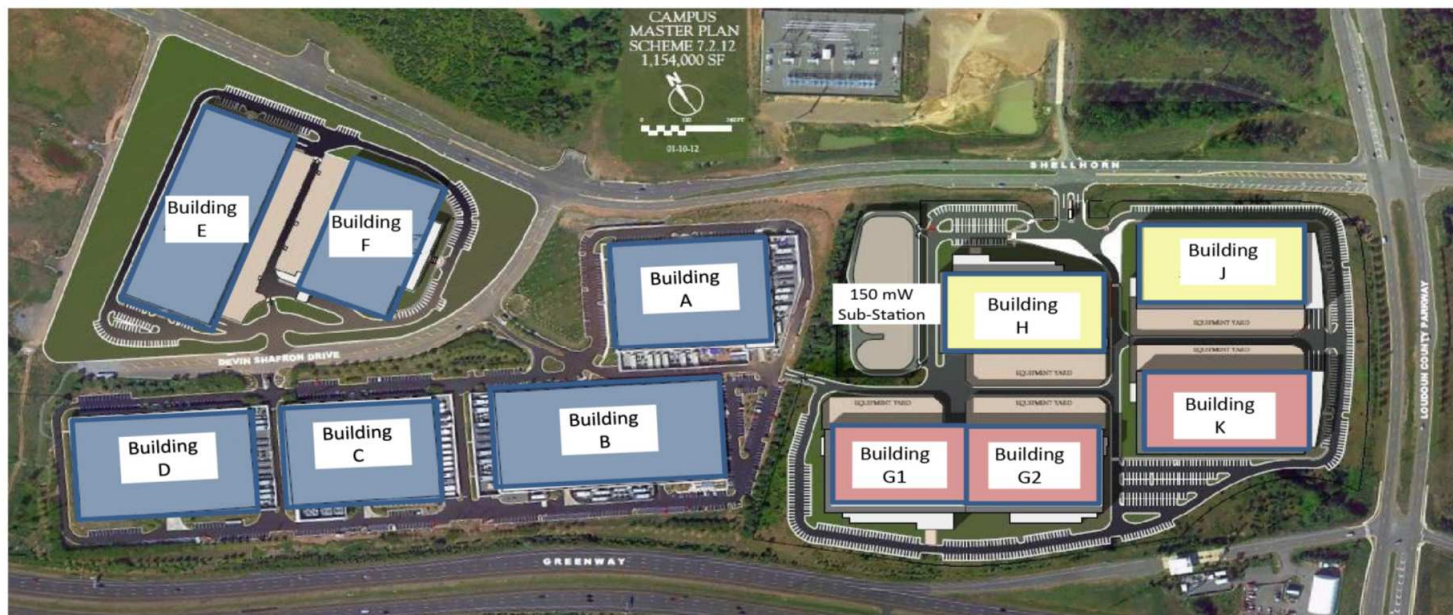 CAMPUS
MASTER PLAN
SCHEME 7.2.12
1,154,000 SF
N
01-10-12
SHELLHORN
Building
E
Building
F
Building
A
150 mW
Sub-Station
Building
H
Building
J
EQUIPMENT YARD
EQUIPMENT YARD
EQUIPMENT YARD
DEVIN SHAFRON DRIVE
LOUDOUN COUNTY PARKWAY
Building
D
Building
C
Building
B
EQUIPMENT YARD
EQUIPMENT YARD
Building
G1
Building
G2
Building
K
GREENWAY